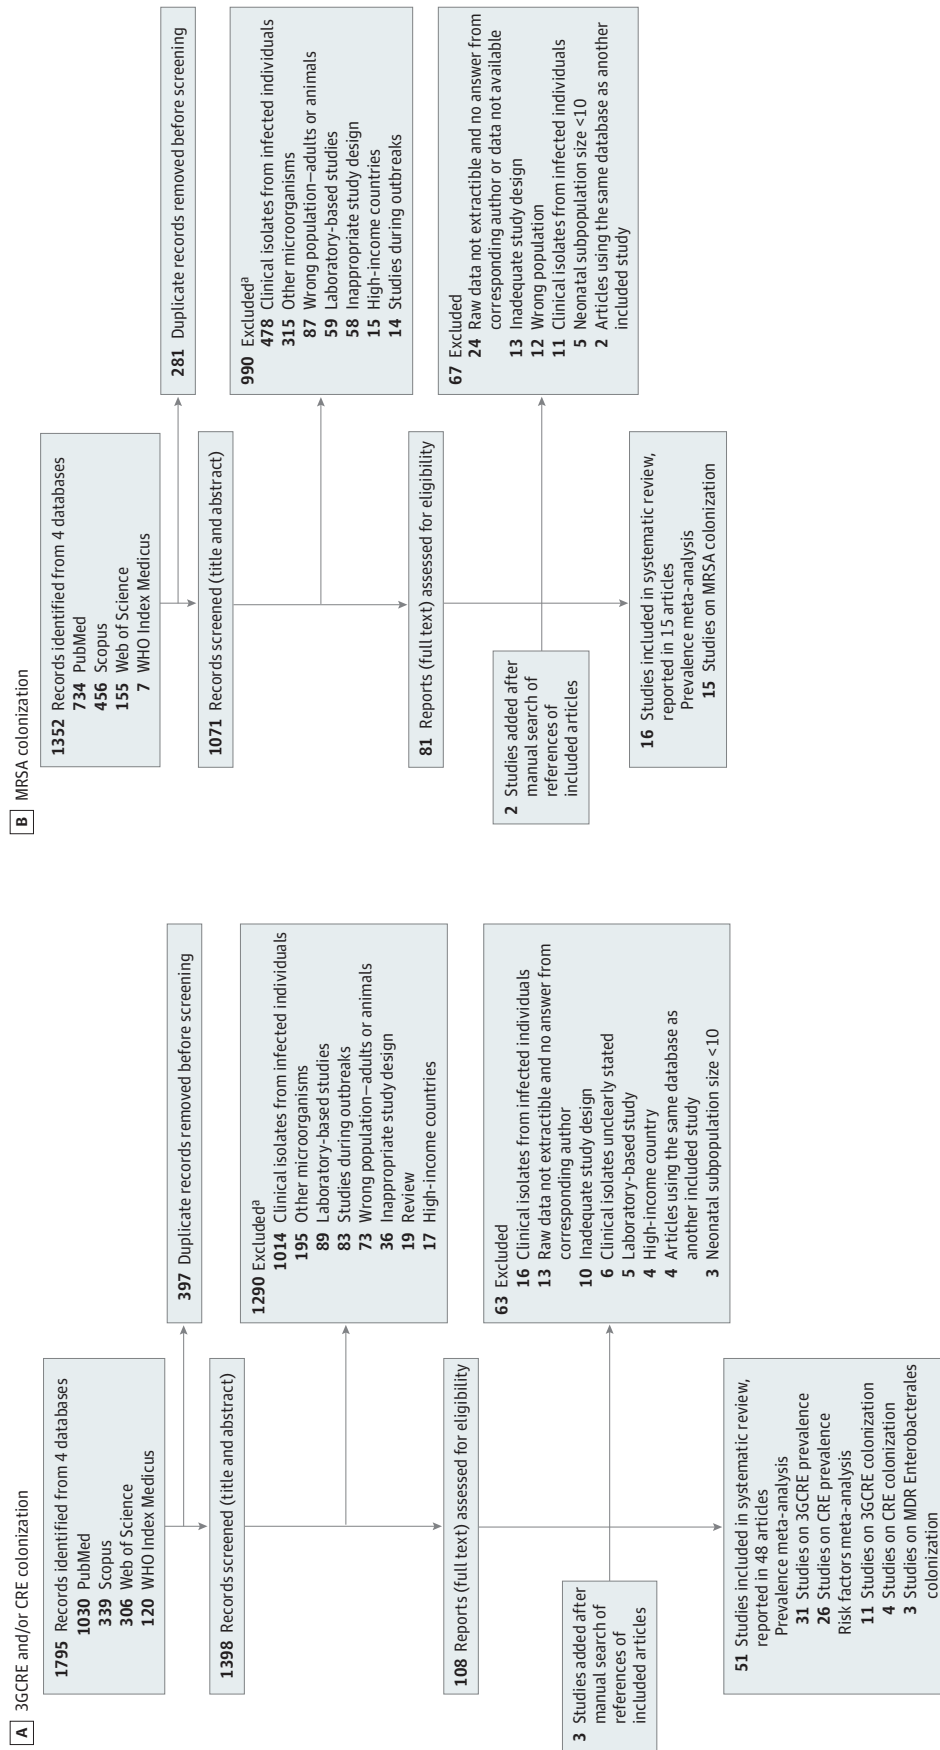 A 3GCRE and/or CRE colonization
1795 Records identified from 4 databases
1030 PubMed
339 Scopus
306 Web of Science
120 WHO Index Medicus
397 Duplicate records removed before screening
1398 Records screened (title and abstract)
1290 Excludedª
1014 Clinical isolates from infected individuals
195 Other microorganisms
89 Laboratory-based studies
83 Studies during outbreaks
73 Wrong population—adults or animals
36 Inappropriate study design
19 Review
17 High-income countries
108 Reports (full text) assessed for eligibility
63 Excluded
16 Clinical isolates from infected individuals
13 Raw data not extractible and no answer from
corresponding author
10 Inadequate study design
6 Clinical isolates unclearly stated
5 Laboratory-based study
4 High-income country
4 Articles using the same database as
another included study
3 Neonatal subpopulation size <10
3 Studies added after
manual search of
references of
included articles
51 Studies included in systematic review,
reported in 48 articles
Prevalence meta-analysis
31 Studies on 3GCRE prevalence
26 Studies on CRE prevalence
Risk factors meta-analysis
11 Studies on 3GCRE colonization
4 Studies on CRE colonization
3 Studies on MDR Enterobacterales
colonization
B MRSA colonization
1352 Records identified from 4 databases
734 PubMed
456 Scopus
155 Web of Science
7 WHO Index Medicus
281 Duplicate records removed before screening
1071 Records screened (title and abstract)
990 Excludedª
478 Clinical isolates from infected individuals
315 Other microorganisms
87 Wrong population—adults or animals
59 Laboratory-based studies
58 Inappropriate study design
15 High-income countries
14 Studies during outbreaks
81 Reports (full text) assessed for eligibility
67 Excluded
24 Raw data not extractible and no answer from
corresponding author or data not available
13 Inadequate study design
12 Wrong population
11 Clinical isolates from infected individuals
5 Neonatal subpopulation size <10
2 Articles using the same database as another
included study
2 Studies added after
manual search of
references of
included articles
16 Studies included in systematic review,
reported in 15 articles
Prevalence meta-analysis
15 Studies on MRSA colonization